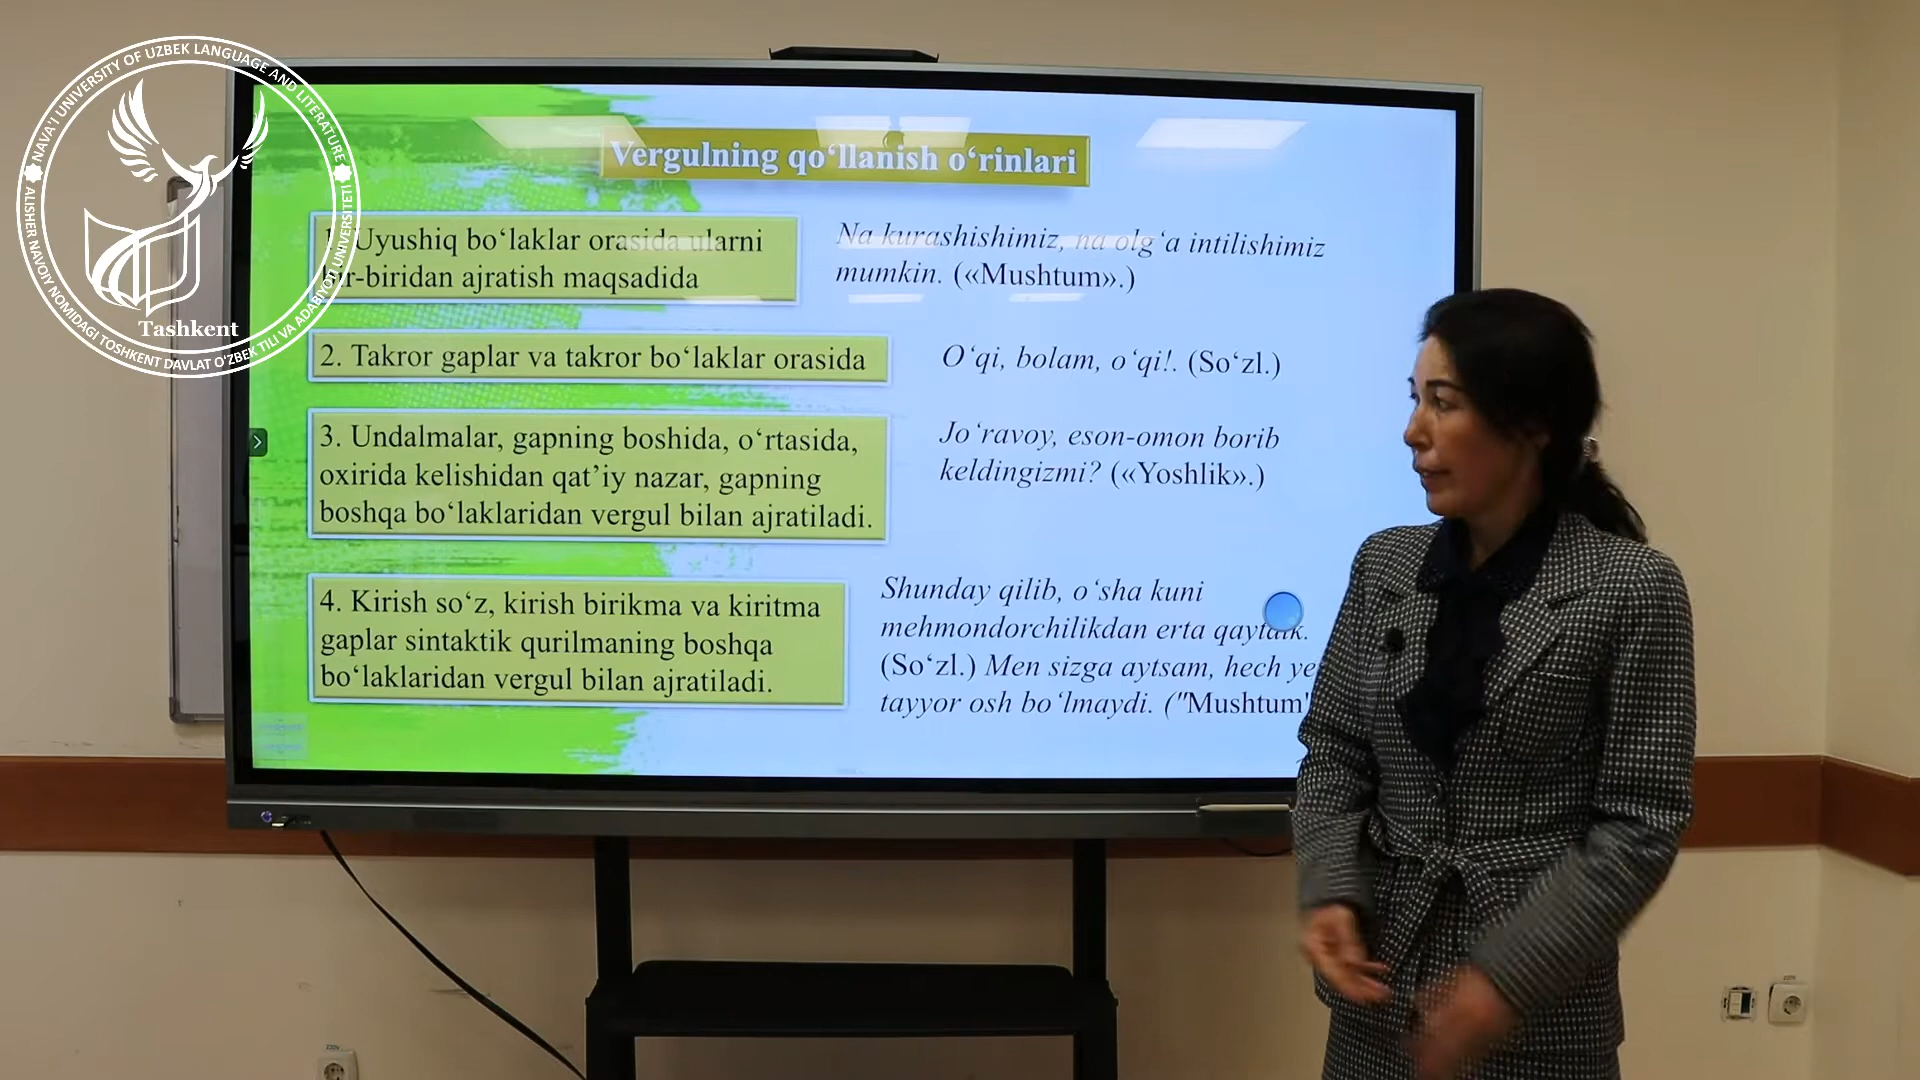 NAVA'I UNIVERSITY OF UZBEK LANGUAGE AND LITERATURE
ALISHER NAVOIY NOMIDAGI TOSHKENT DAVLAT O'ZBEK TILI VA ADABIYOTI UNIVERSITETI
Tashkent
Vergulning qo‘llanish o‘rinlari
1. Uyushiq bo‘laklar orasida ularni
bir-biridan ajratish maqsadida
Na kurashishimiz, na olg‘a intilishimiz
mumkin. («Mushtum».)
2. Takror gaplar va takror bo‘laklar orasida
O‘qi, bolam, o‘qi!. (So‘zl.)
3. Undalmalar, gapning boshida, o‘rtasida,
oxirida kelishidan qat’iy nazar, gapning
boshqa bo‘laklaridan vergul bilan ajratiladi.
Jo‘ravoy, eson-omon borib
keldingizmi? («Yoshlik».)
4. Kirish so‘z, kirish birikma va kiritma
gaplar sintaktik qurilmaning boshqa
bo‘laklaridan vergul bilan ajratiladi.
Shunday qilib, o‘sha kuni
mehmondorchilikdan erta qaytdik.
(So‘zl.) Men sizga aytsam, hech
tayyor osh bo‘lmaydi. ("Mushtum"
220V
220V